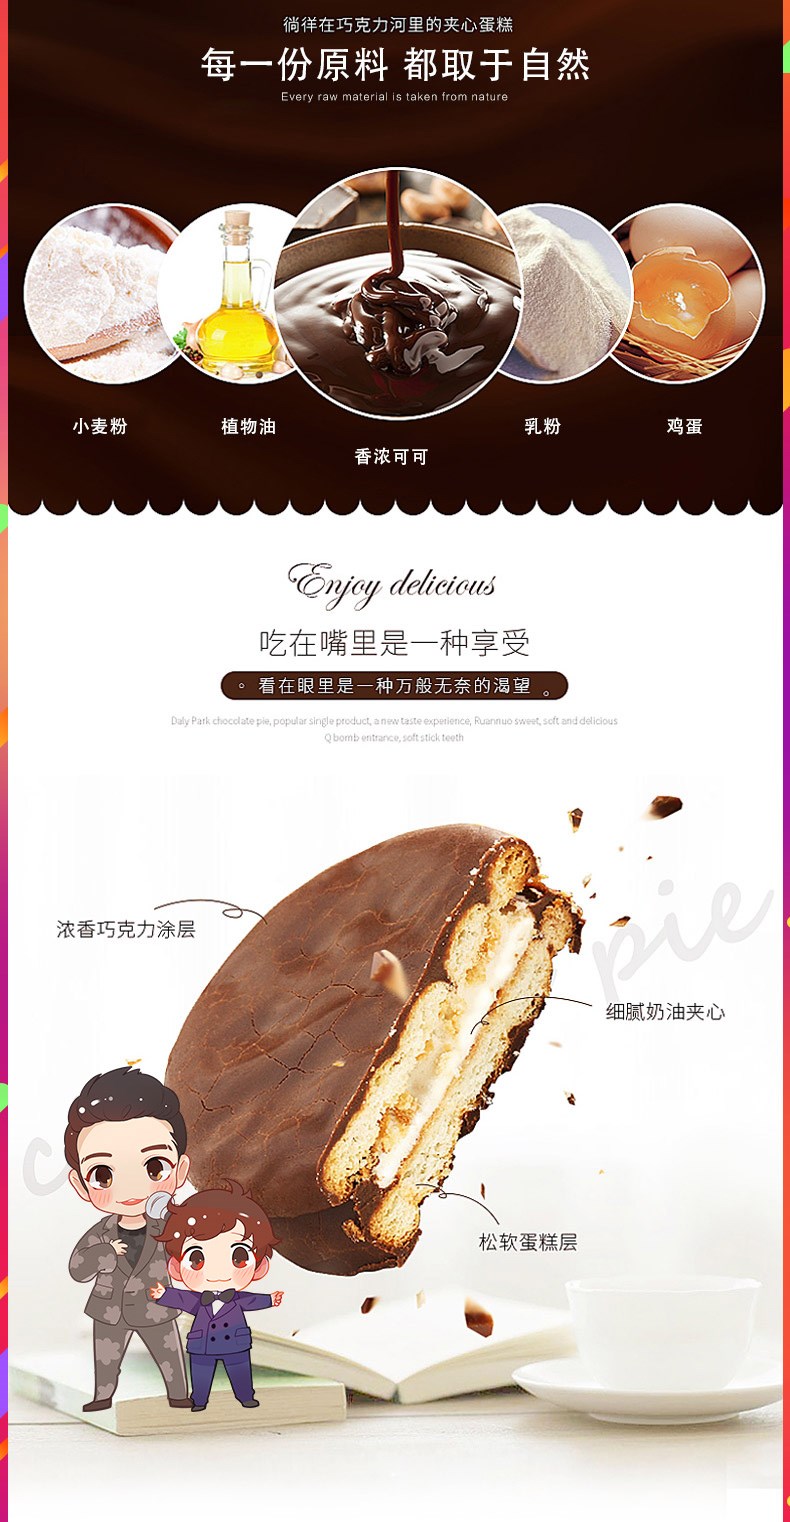 徜徉在巧克力河里的夹心蛋糕
每一份原料 都取于自然
Every raw material is taken from nature
小麦粉
植物油
香浓可可
乳粉
鸡蛋
Enjoy delicious
吃在嘴里是一种享受
看在眼里是一种万般无奈的渴望 。
Daly Park chocolate pie, popular single product, a new taste experience, Ruannuo sweet, soft and delicious
Q bomb entrance, soft stick teeth
浓香巧克力涂层
pie
细腻奶油夹心
松软蛋糕层